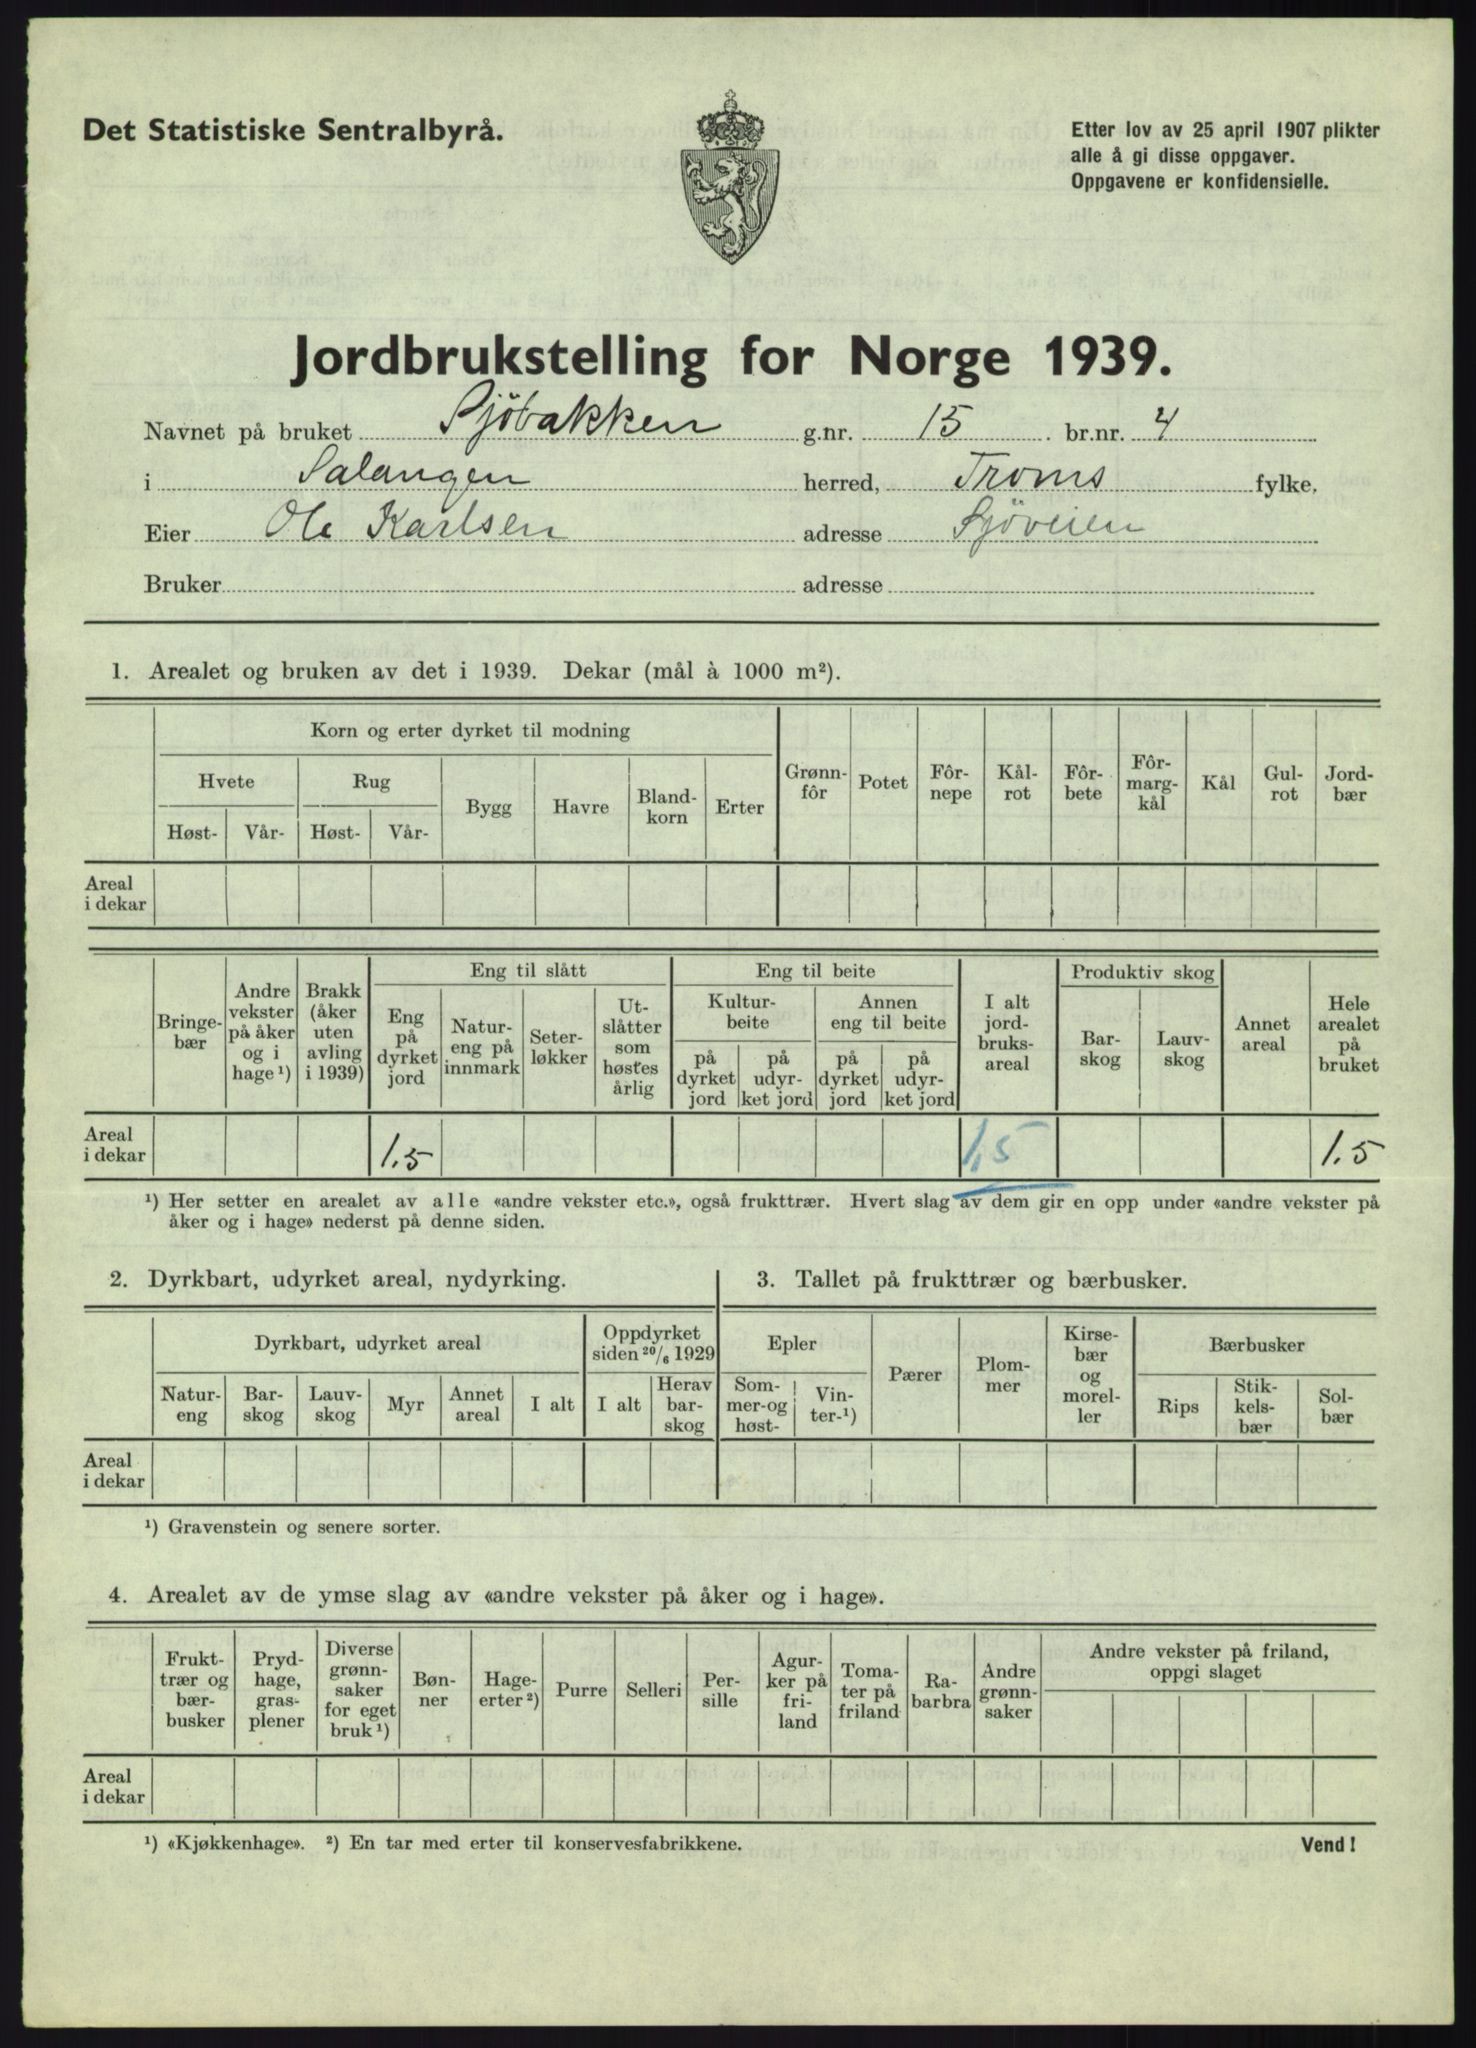 Det Statistiske Sentralbyrå.
Etter lov av 25 april 1907 plikter
alle å gi disse oppgaver.
Oppgavene er konfidensielle.
Jordbrukstelling for Norge 1939.
Navnet på bruket Sjöbakken g.nr. 15 br.nr. 4
i Salangen herred, Troms fylke.
Eier Ole Karlsen adresse Sjöveien
Bruker adresse
1. Arealet og bruken av det i 1939. Dekar (mål à 1000 m²).
Korn og erter dyrket til modning
Hvete Rug Bygg Havre Bland-korn Erter Grønn-fôr Potet Fôr-nepe Kål-rot Fôr-bete Fôr-marg-kål Kål Gul-rot Jord-bær
Høst- Vår- Høst- Vår-
Areal
i dekar
Eng til slått Eng til beite Produktiv skog
Bringe-bær Andre vekster på åker og i hage ¹) Brakk (åker uten avling i 1939) Eng på dyrket jord Natur-eng på innmark Seter-løkker Ut-slåtter som høstes årlig Kultur-beite Annen eng til beite I alt jord-bruks-areal Bar-skog Lauv-skog Annet areal Hele arealet på bruket
på dyrket jord på udyr-ket jord på dyrket jord på udyr-ket jord
Areal
i dekar 1,5 1,5 1.5
¹) Her setter en arealet av alle «andre vekster etc.», også frukttrær. Hvert slag av dem gir en opp under «andre vekster på
åker og i hage» nederst på denne siden.
2. Dyrkbart, udyrket areal, nydyrking.
Dyrkbart, udyrket areal Oppdyrket siden 20/6 1929
Natur-eng Bar-skog Lauv-skog Myr Annet areal I alt I alt Herav bar-skog
Areal
i dekar
¹) Gravenstein og senere sorter.
3. Tallet på frukttrær og bærbusker.
Epler Pærer Plom-mer Kirse-bær og morel-ler Bærbusker
Som-mer-og høst- Vin-ter-¹) Rips Stik-kels-bær Sol-bær
4. Arealet av de ymse slag av «andre vekster på åker og i hage».
Frukt-trær og bær-busker Pryd-hage, gras-plener Diverse grønn-saker for eget bruk ¹) Bøn-ner Hage-erter ²) Purre Selleri Per-sille Agur-ker på fri-land Toma-ter på friland Ra-barbra Andre grønn-saker Andre vekster på friland, oppgi slaget
Areal
i dekar
¹) «Kjøkkenhage». ²) En tar med erter til konservesfabrikkene.
Vend!